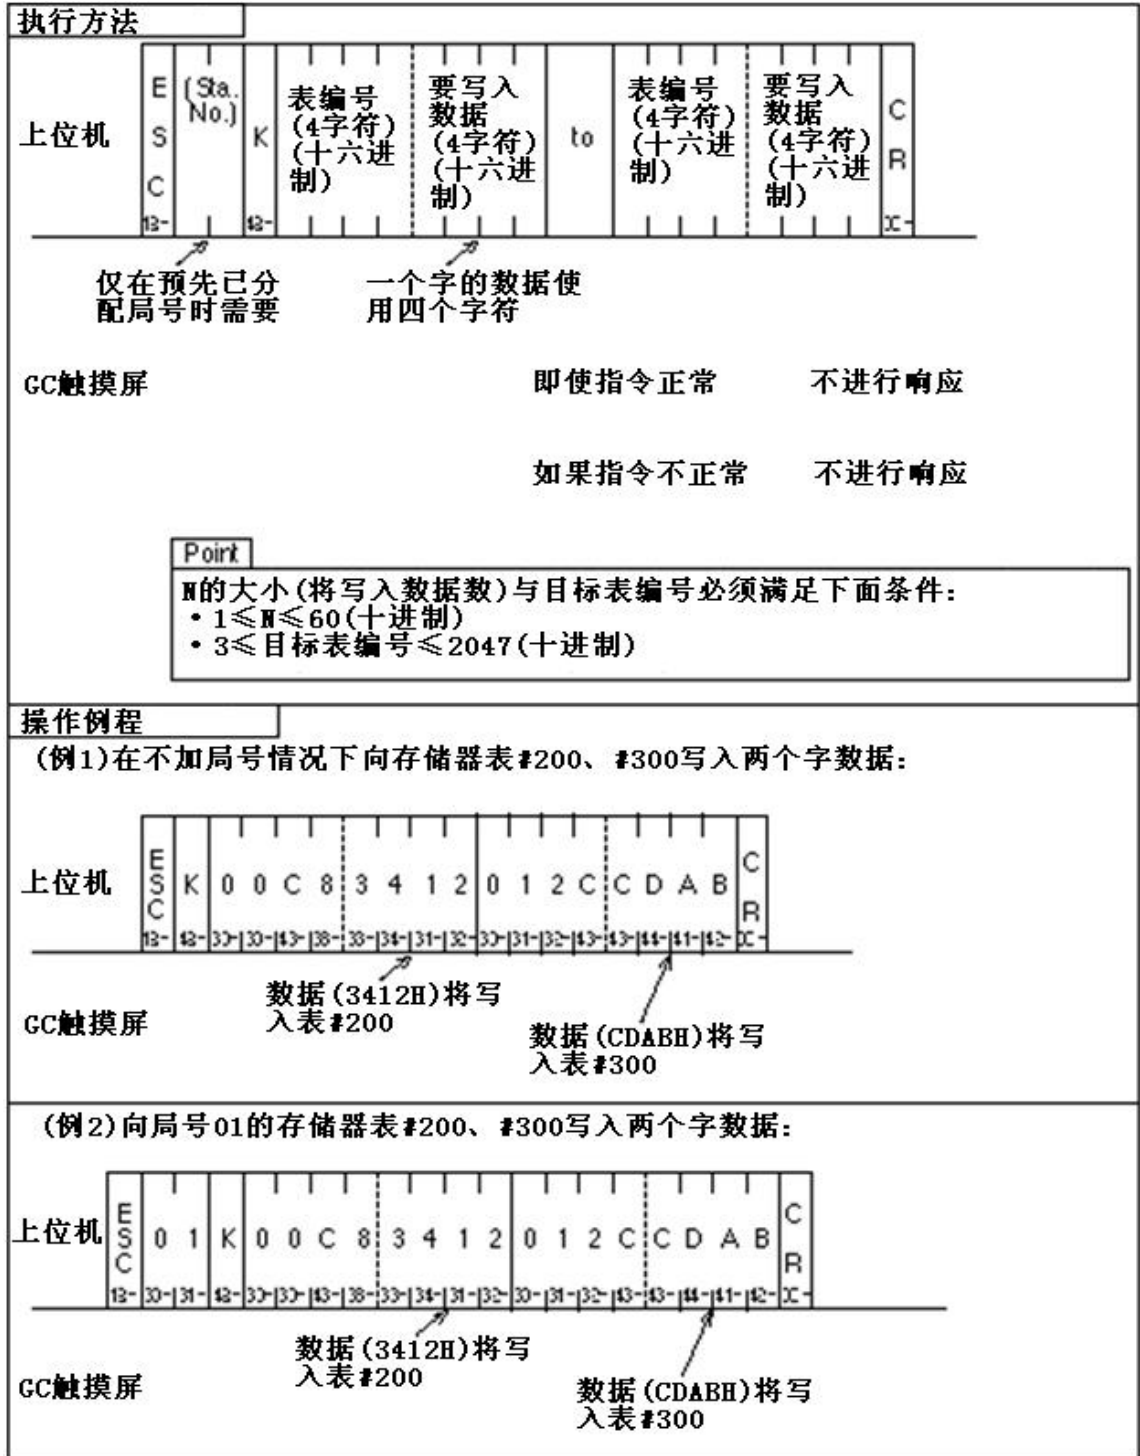 执行方法
上位机
ESC
(Sta. No.)
K
表编号
(4字符)
(十六进
制)
要写入
数据
(4字符)
(十六进
制)
to
表编号
(4字符)
(十六进
制)
要写入
数据
(4字符)
(十六进
制)
CR
仅在预先已分
配局号时需要
一个字的数据使
用四个字符
GC触摸屏
即使指令正常 不进行响应
如果指令不正常 不进行响应
Point
N的大小(将写入数据数)与目标表编号必须满足下面条件:
•1≤N≤60(十进制)
•3≤目标表编号≤2047(十进制)
操作例程
(例1)在不加局号情况下向存储器表#200、#300写入两个字数据:
上位机 ESC K 0 0 C 8 3 4 1 2 0 1 2 C C D A B CR
数据(3412H)将写
入表#200
GC触摸屏
数据(CDABH)将写
入表#300
(例2)向局号01的存储器表#200、#300写入两个字数据:
上位机 ESC 0 1 K 0 0 C 8 3 4 1 2 0 1 2 C C D A B CR
数据(3412H)将写
入表#200
GC触摸屏
数据(CDABH)将写
入表#300